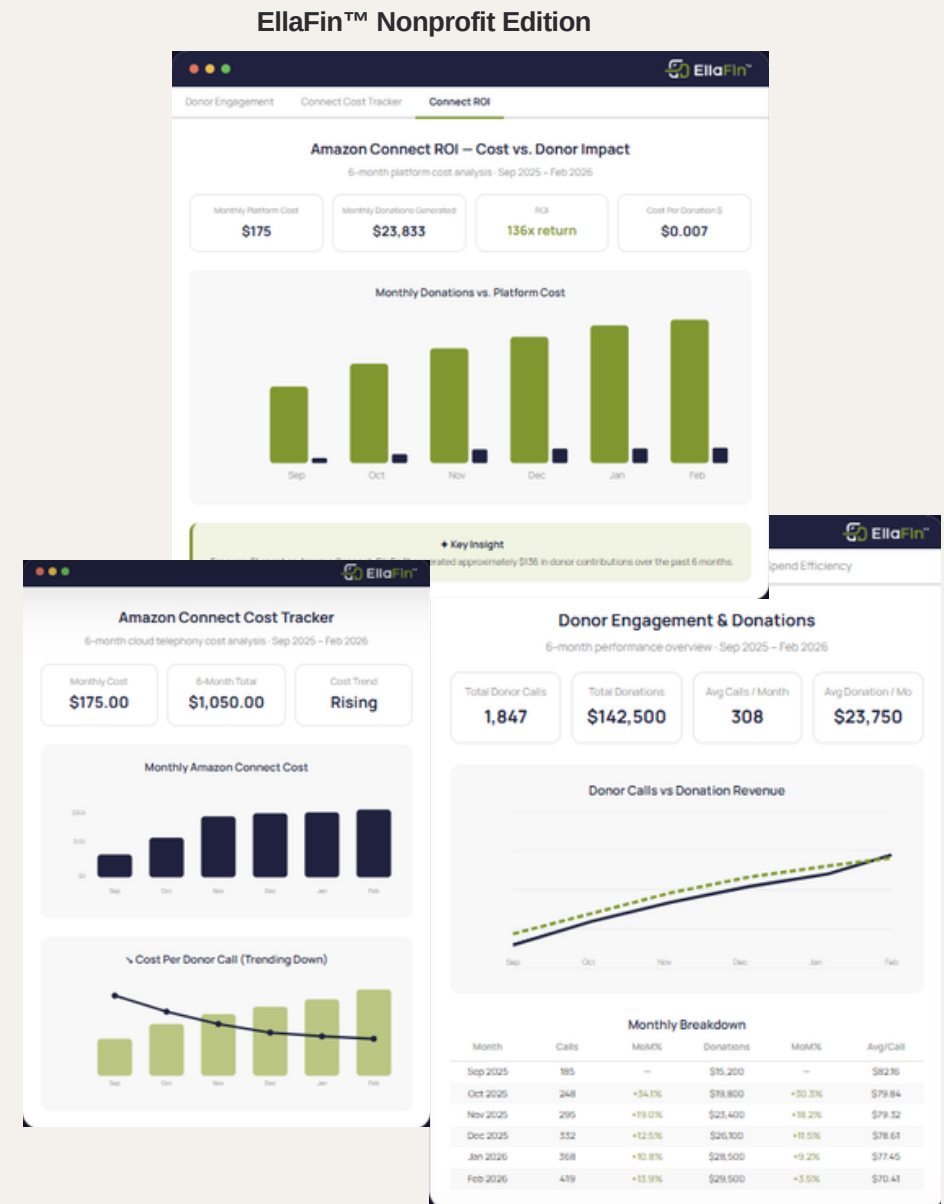 EllaFin™ Nonprofit Edition
EllaFin™
Donor Engagement Connect Cost Tracker Connect ROI
Amazon Connect ROI — Cost vs. Donor Impact
6-month platform cost analysis · Sep 2025 – Feb 2026
Monthly Platform Cost Monthly Donations Generated ROI Cost Per Donation $
$175 $23,833 136x return $0.007
Monthly Donations vs. Platform Cost
Sep Oct Nov Dec Jan Feb
✦ Key Insight
approximately $136 in donor contributions over the past 6 months.
EllaFin™
Amazon Connect Cost Tracker
6-month cloud telephony cost analysis · Sep 2025 – Feb 2026
Monthly Cost 6-Month Total Cost Trend
$175.00 $1,050.00 Rising
Monthly Amazon Connect Cost
$0
Sep Oct Nov Dec Jan Feb
↘ Cost Per Donor Call (Trending Down)
Sep Oct Nov Dec Jan Feb
EllaFin™
Spend Efficiency
Donor Engagement & Donations
6-month performance overview · Sep 2025 – Feb 2026
Total Donor Calls Total Donations Avg Calls / Month Avg Donation / Mo
1,847 $142,500 308 $23,750
Donor Calls vs Donation Revenue
Sep Oct Nov Dec Jan Feb
Monthly Breakdown
Month Calls MoM% Donations MoM% Avg/Call
Sep 2025 185 – $15,200 – $82.16
Oct 2025 248 +34.1% $19,800 +30.3% $79.84
Nov 2025 295 +19.0% $23,400 +18.2% $79.32
Dec 2025 332 +12.5% $26,100 +11.5% $78.61
Jan 2026 368 +10.8% $28,500 +9.2% $77.45
Feb 2026 419 +13.9% $29,500 +3.5% $70.41